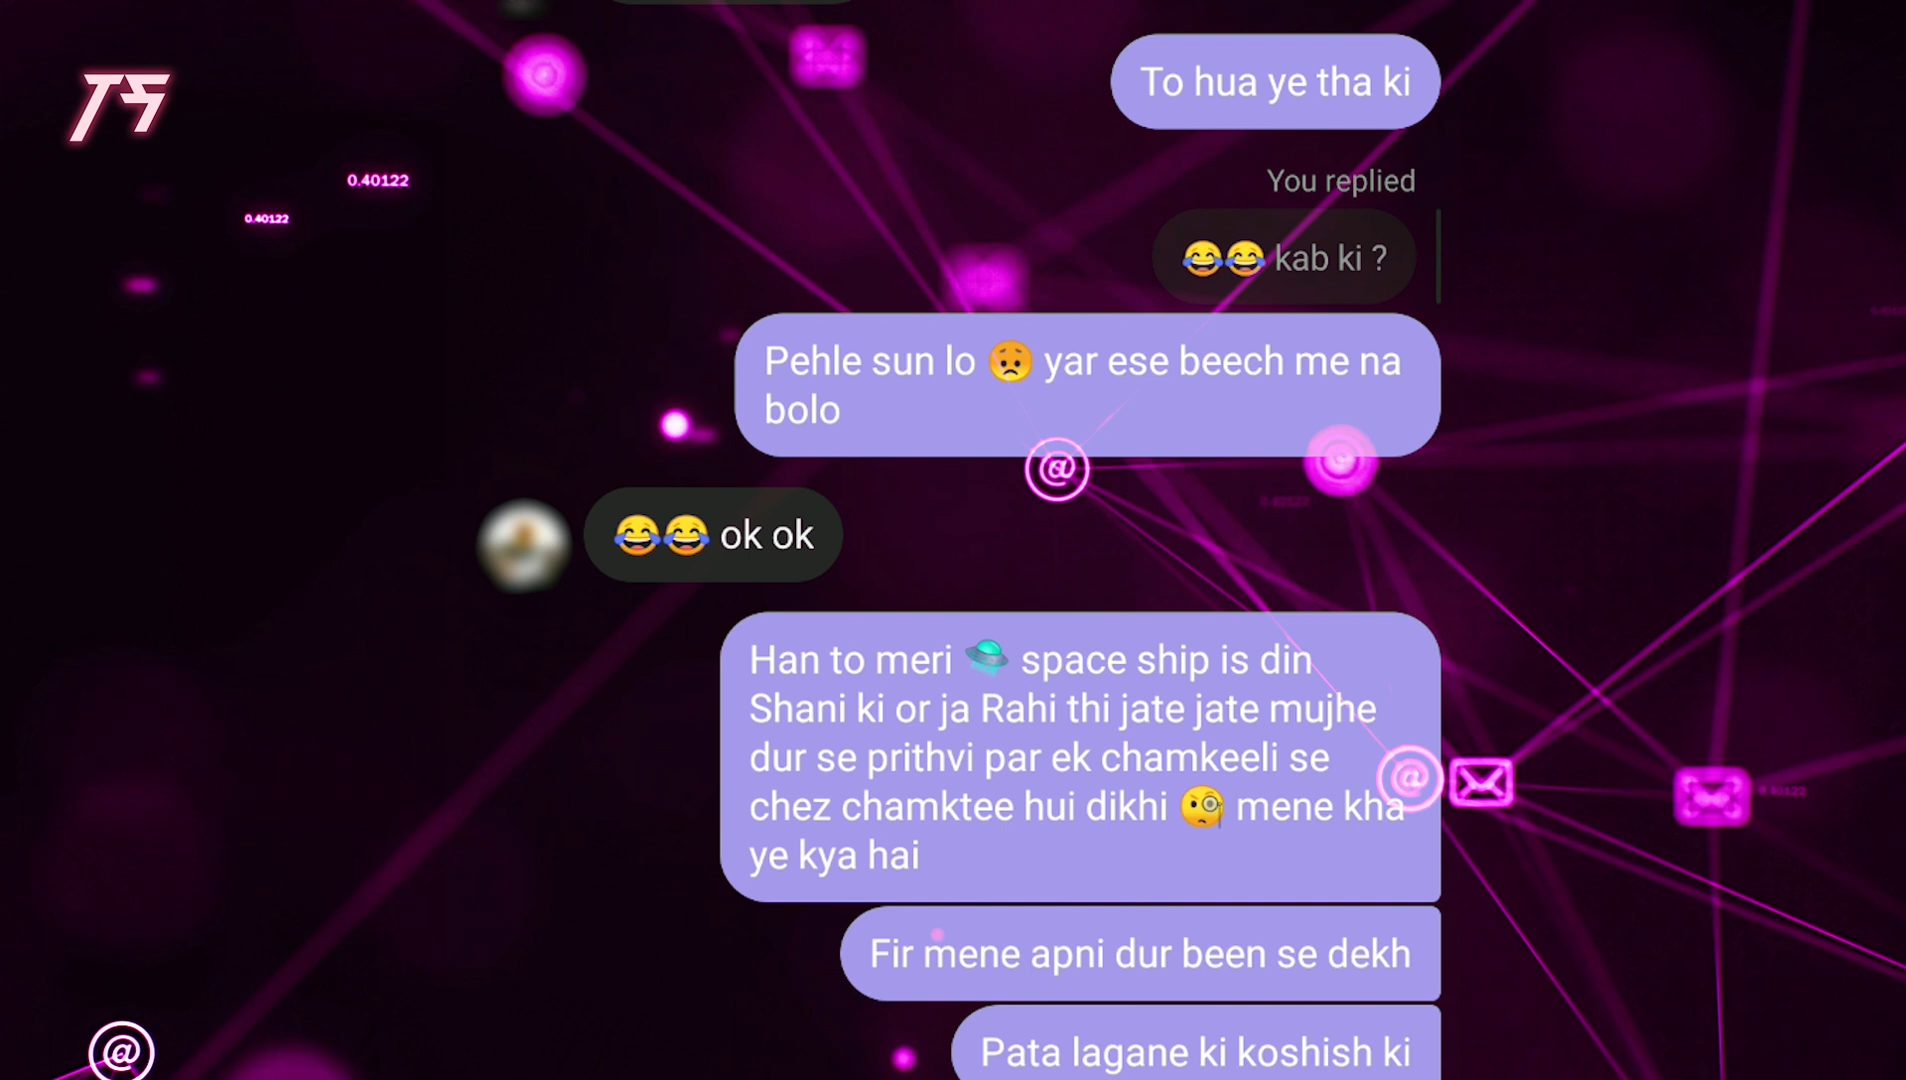 TS
To hua ye tha ki
0.40122
0.40122
You replied
😂😂 kab ki ?
Pehle sun lo 😟 yar ese beech me na
bolo
😂😂 ok ok
Han to meri 🛸 space ship is din
Shani ki or ja Rahi thi jate jate mujhe
dur se prithvi par ek chamkeeli se
chez chamktee hui dikhi 🧐 mene kha
ye kya hai
Fir mene apni dur been se dekh
Pata lagane ki koshish ki